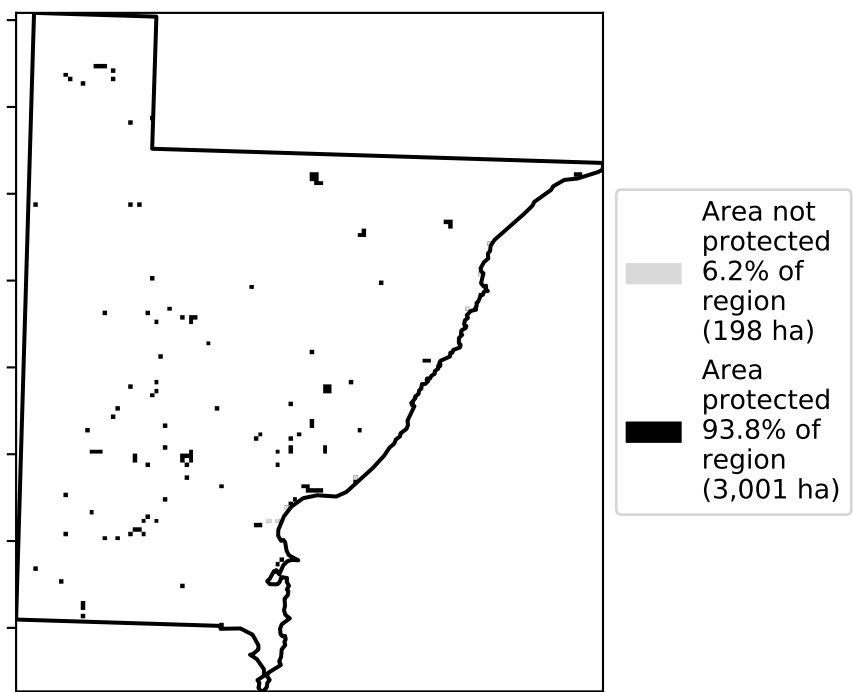 Area not
protected
6.2% of
region
(198 ha)
Area
protected
93.8% of
region
(3,001 ha)